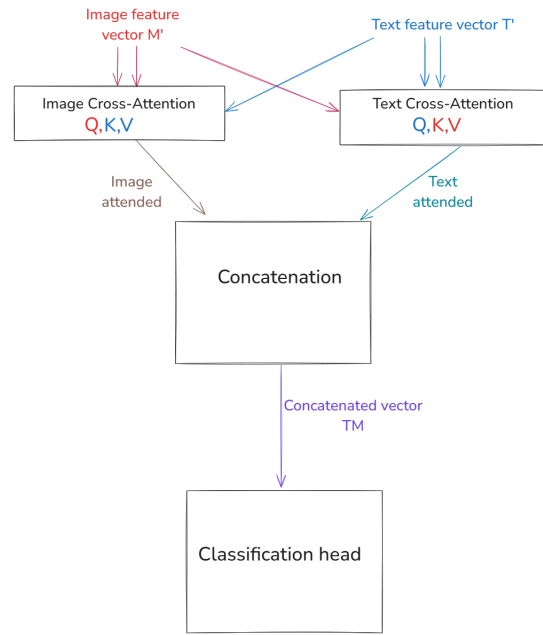 Image feature
vector M'
Text feature vector T'
Image Cross-Attention
Q,K,V
Text Cross-Attention
Q,K,V
Image
attended
Text
attended
Concatenation
Concatenated vector
TM
Classification head